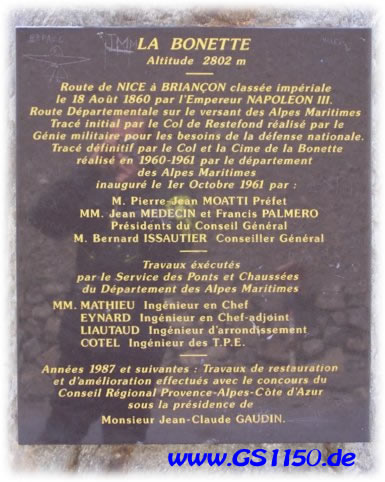 LA BONETTE
Altitude 2802 m
Route de NICE à BRIANÇON classée impériale
le 18 Août 1860 par l'Empereur NAPOLEON III.
Route Départementale sur le versant des Alpes Maritimes
Tracé initial par le Col de Restefond réalisé par le
Génie militaire pour les besoins de la défense nationale.
Tracé définitif par le Col et la Cime de la Bonette
réalisé en 1960-1961 par le département
des Alpes Maritimes
inauguré le 1er Octobre 1961 par :
M. Pierre-Jean MOATTI Préfet
MM. Jean MEDECIN et Francis PALMERO
Présidents du Conseil Général
M. Bernard ISSAUTIER Conseiller Général
Travaux éxécutés
par le Service des Ponts et Chaussées
du Département des Alpes Maritimes
MM. MATHIEU Ingénieur en Chef
EYNARD Ingénieur en Chef-adjoint
LIAUTAUD Ingénieur d'arrondissement
COTEL Ingénieur des T.P.E.
Années 1987 et suivantes : Travaux de restauration
et d'amélioration effectués avec le concours du
Conseil Régional Provence-Alpes-Côte d'Azur
sous la présidence de
Monsieur Jean-Claude GAUDIN.
www.GS1150.de